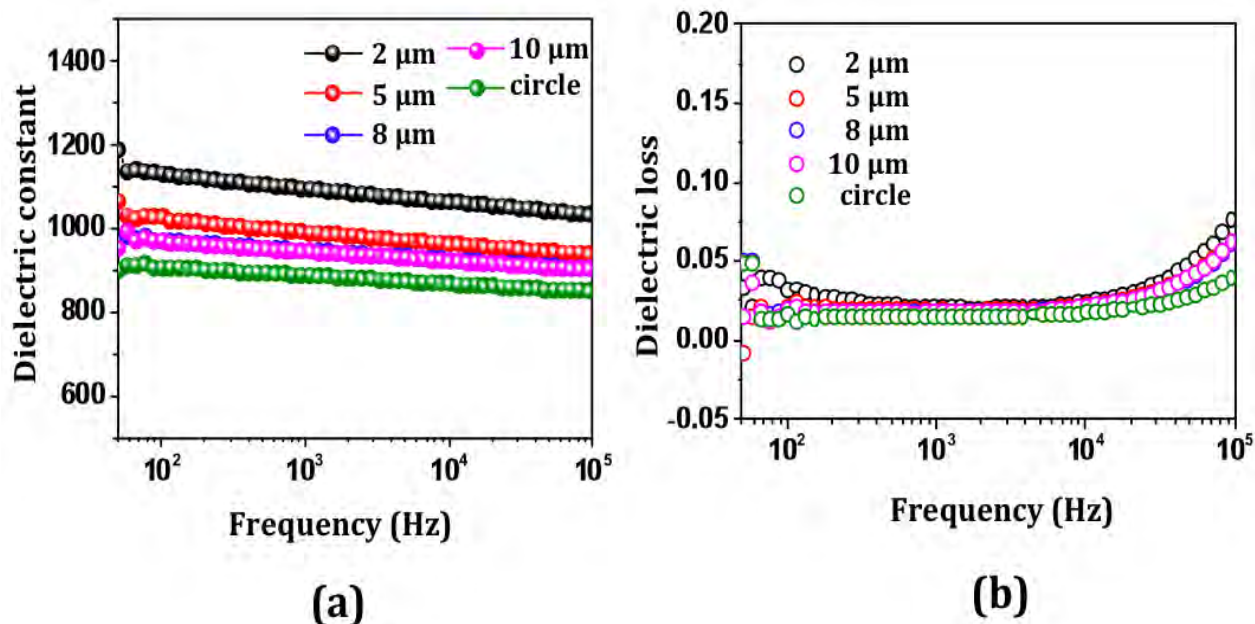 Dielectric constant
1400
1200
1000
800
600
2 μm
5 μm
8 μm
10 μm
circle
10² 10³ 10⁴ 10⁵
Frequency (Hz)
(a)
Dielectric loss
0.20
0.15
0.10
0.05
0.00
-0.05
2 μm
5 μm
8 μm
10 μm
circle
10² 10³ 10⁴ 10⁵
Frequency (Hz)
(b)